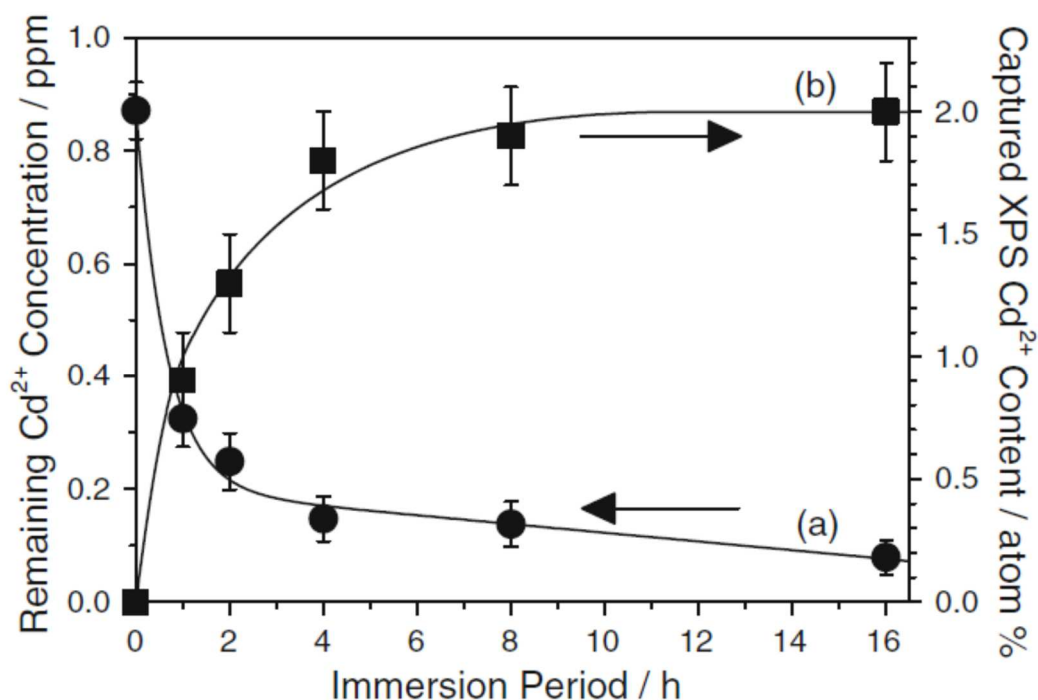 Remaining Cd²⁺ Concentration / ppm
1.0
0.8
0.6
0.4
0.2
0.0
(b)
(a)
2.0
1.5
1.0
0.5
0.0
Captured XPS Cd²⁺ Content / atom %
0 2 4 6 8 10 12 14 16
Immersion Period / h